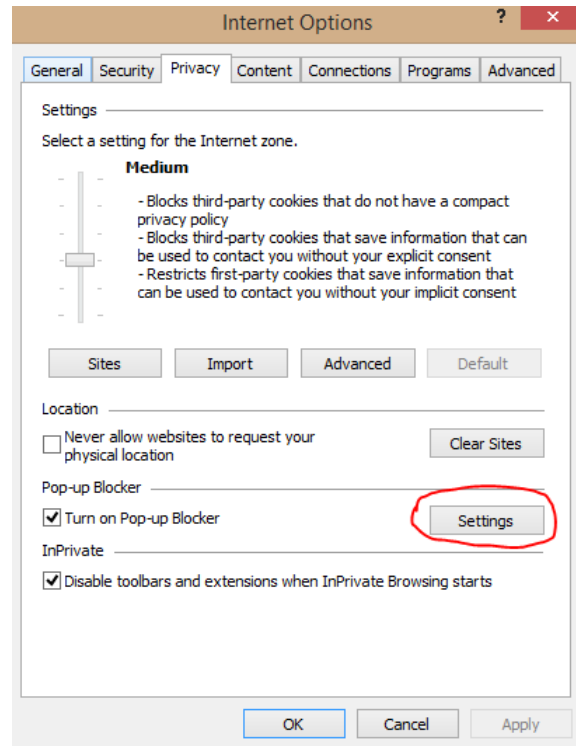 Internet Options
?
×
General Security Privacy Content Connections Programs Advanced
Settings
Select a setting for the Internet zone.
Medium
- Blocks third-party cookies that do not have a compact
privacy policy
- Blocks third-party cookies that save information that can
be used to contact you without your explicit consent
- Restricts first-party cookies that save information that
can be used to contact you without your implicit consent
Sites Import Advanced Default
Location
Never allow websites to request your
physical location
Clear Sites
Pop-up Blocker
Turn on Pop-up Blocker
Settings
InPrivate
Disable toolbars and extensions when InPrivate Browsing starts
OK Cancel Apply